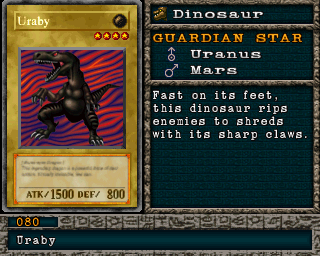 Uraby
ATK/1500 DEF/ 800
Dinosaur
GUARDIAN STAR
Uranus
Mars
Fast on its feet,
this dinosaur rips
enemies to shreds
with its sharp claws.
080
Uraby